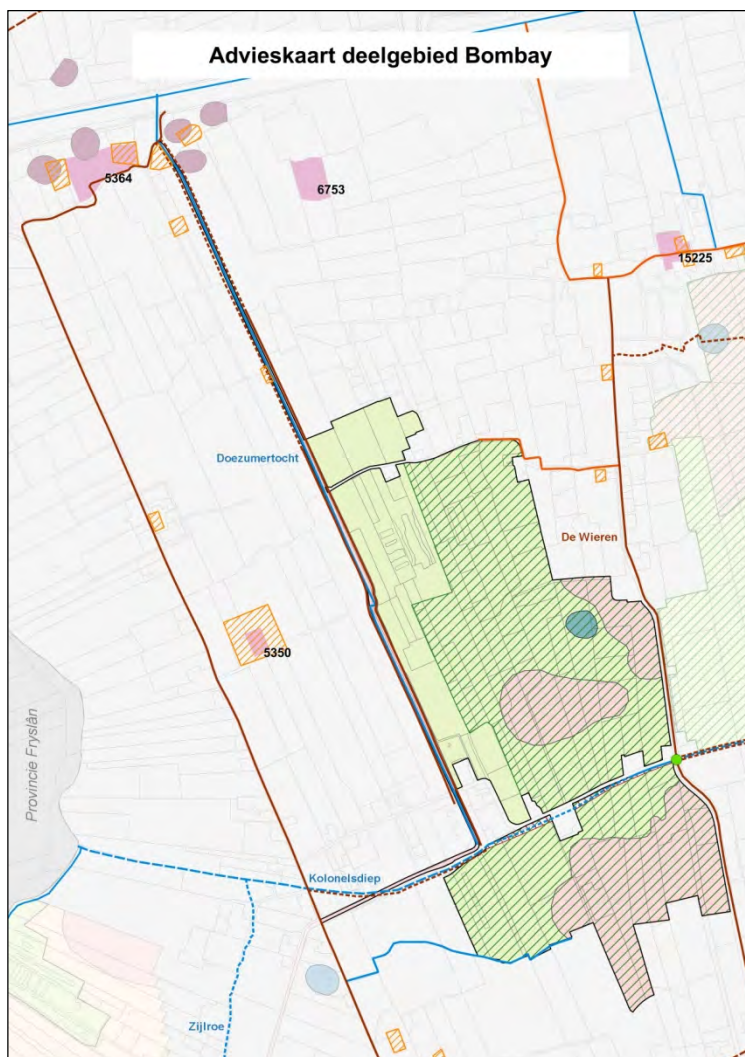 Advieskaart deelgebied Bombay
5364
6753
15225
Doezumertocht
De Wieren
5350
Provincie Fryslân
Kolonelsdiep
Zijlroe